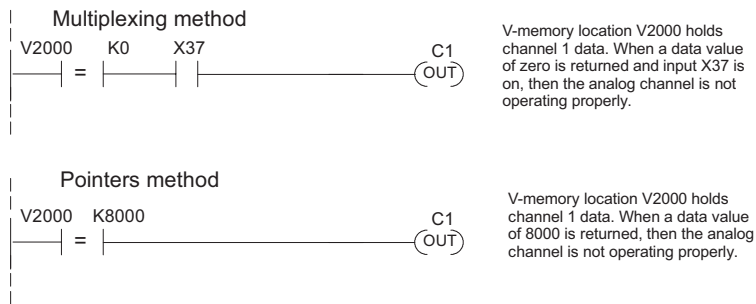 Multiplexing method
V2000 K0 X37 C1
=
OUT
V-memory location V2000 holds
channel 1 data. When a data value
of zero is returned and input X37 is
on, then the analog channel is not
operating properly.
Pointers method
V2000 K8000 C1
=
OUT
V-memory location V2000 holds
channel 1 data. When a data value
of 8000 is returned, then the analog
channel is not operating properly.